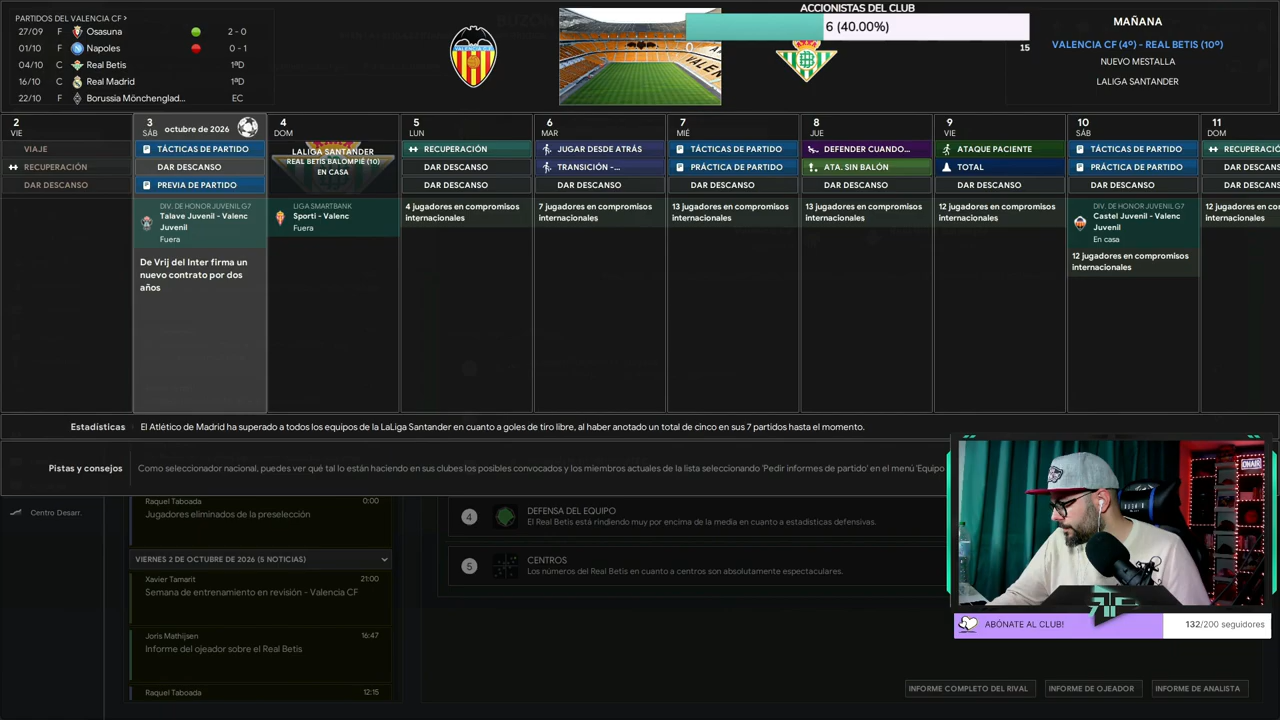 PARTIDOS DEL VALENCIA CF >
27/09 F Osasuna 2 - 0
01/10 F Napoles 0 - 1
04/10 C Real Betis 1ªD
16/10 C Real Madrid 1ªD
22/10 F Borussia Mönchenglad... EC
ACCIONISTAS DEL CLUB
6 (40.00%)
0
15
MAÑANA
VALENCIA CF (4º) - REAL BETIS (10º)
NUEVO MESTALLA
LALIGA SANTANDER
2
VIE
VIAJE
RECUPERACIÓN
DAR DESCANSO
3
SÁB octubre de 2026
TÁCTICAS DE PARTIDO
DAR DESCANSO
PREVIA DE PARTIDO
DIV. DE HONOR JUVENIL G7
Talave Juvenil - Valenc
Juvenil
Fuera
De Vrij del Inter firma un
nuevo contrato por dos
años
4
DOM
LALIGA SANTANDER
REAL BETIS BALOMPIÉ (10)
EN CASA
LIGA SMARTBANK
Sporti - Valenc
Fuera
5
LUN
RECUPERACIÓN
DAR DESCANSO
DAR DESCANSO
4 jugadores en compromisos
internacionales
6
MAR
JUGAR DESDE ATRÁS
TRANSICIÓN -...
DAR DESCANSO
7 jugadores en compromisos
internacionales
7
MIÉ
TÁCTICAS DE PARTIDO
PRÁCTICA DE PARTIDO
DAR DESCANSO
13 jugadores en compromisos
internacionales
8
JUE
DEFENDER CUANDO...
ATA. SIN BALÓN
DAR DESCANSO
13 jugadores en compromisos
internacionales
9
VIE
ATAQUE PACIENTE
TOTAL
DAR DESCANSO
12 jugadores en compromisos
internacionales
10
SÁB
TÁCTICAS DE PARTIDO
PRÁCTICA DE PARTIDO
DAR DESCANSO
DIV. DE HONOR JUVENIL G7
Castel Juvenil - Valenc
Juvenil
En casa
12 jugadores en compromisos
internacionales
11
DOM
RECUPERAC
DAR DESCANS
DAR DESCANS
12 jugadores en co
internacionales
Estadísticas El Atlético de Madrid ha superado a todos los equipos de la LaLiga Santander en cuanto a goles de tiro libre, al haber anotado un total de cinco en sus 7 partidos hasta el momento.
Pistas y consejos Como seleccionador nacional, puedes ver qué tal lo están haciendo en sus clubes los posibles convocados y los miembros actuales de la lista seleccionando 'Pedir informes de partido' en el menú 'Equipo
Centro Desarr.
Raquel Taboada 0:00
Jugadores eliminados de la preselección
VIERNES 2 DE OCTUBRE DE 2026 (5 NOTICIAS)
Xavier Tamarit 21:00
Semana de entrenamiento en revisión - Valencia CF
Joris Mathijsen 16:47
Informe del ojeador sobre el Real Betis
Raquel Taboada 12:15
4 DEFENSA DEL EQUIPO
El Real Betis está rindiendo muy por encima de la media en cuanto a estadísticas defensivas.
5 CENTROS
Los números del Real Betis en cuanto a centros son absolutamente espectaculares.
ON AIR
ABÓNATE AL CLUB! 132/200 seguidores
INFORME COMPLETO DEL RIVAL
INFORME DE OJEADOR
INFORME DE ANALISTA